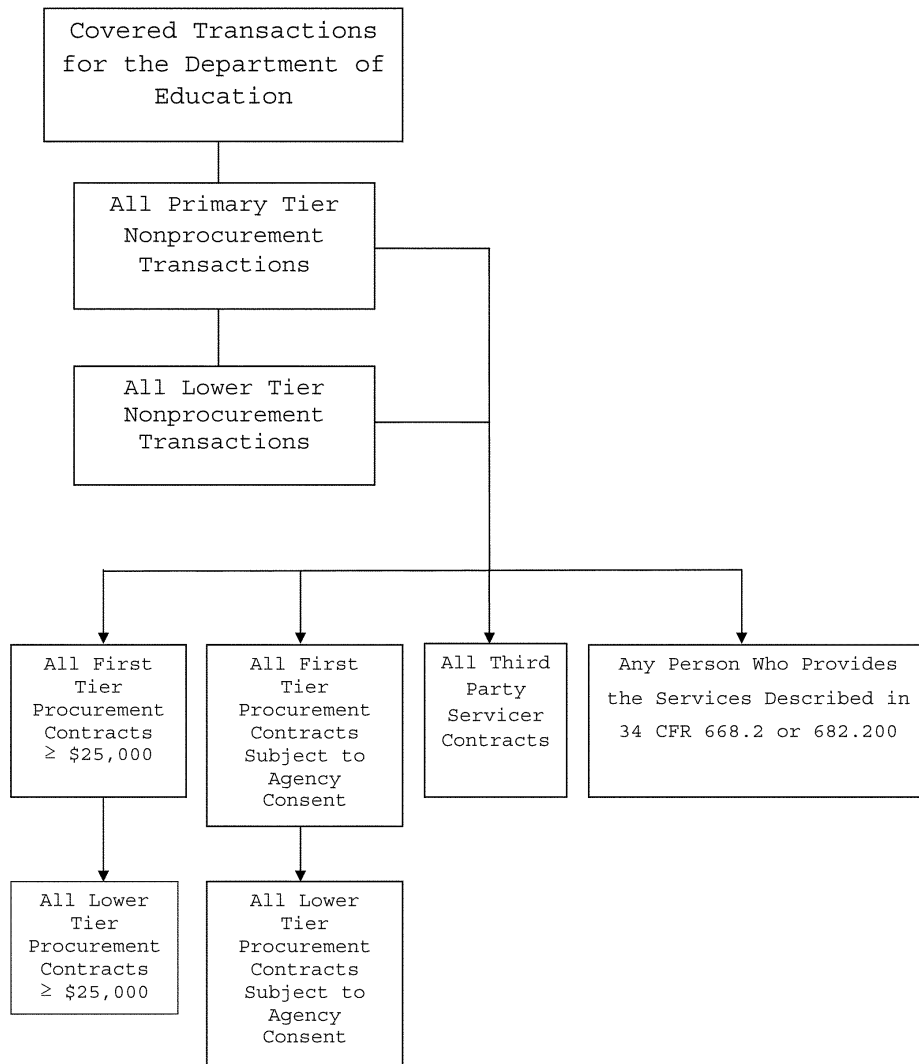 Covered Transactions
for the Department of
Education
All Primary Tier
Nonprocurement
Transactions
All Lower Tier
Nonprocurement
Transactions
All First
Tier
Procurement
Contracts
≥ $25,000
All First
Tier
Procurement
Contracts
Subject to
Agency
Consent
All Third
Party
Servicer
Contracts
Any Person Who Provides
the Services Described in
34 CFR 668.2 or 682.200
All Lower
Tier
Procurement
Contracts
≥ $25,000
All Lower
Tier
Procurement
Contracts
Subject to
Agency
Consent